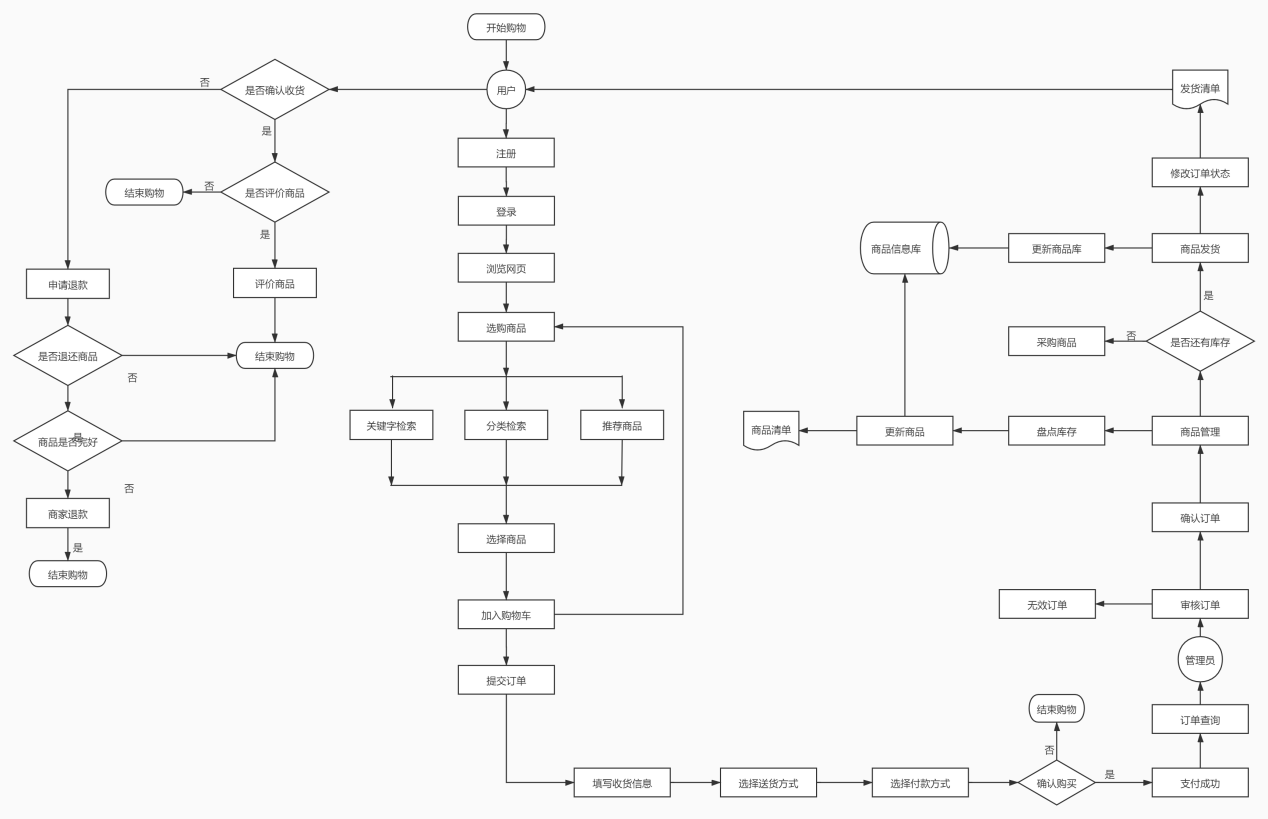 开始购物
否
是否确认收货
用户
发货清单
是
注册
修改订单状态
结束购物
否
是否评价商品
登录
是
商品信息库
更新商品库
商品发货
浏览网页
申请退款
评价商品
是
选购商品
是否退还商品
结束购物
采购商品
否
是否还有库存
否
关键字检索
分类检索
推荐商品
商品清单
更新商品
盘点库存
商品管理
是
商品是否完好
否
商家退款
确认订单
选择商品
是
结束购物
加入购物车
无效订单
审核订单
管理员
提交订单
结束购物
订单查询
否
填写收货信息
选择送货方式
选择付款方式
确认购买
是
支付成功